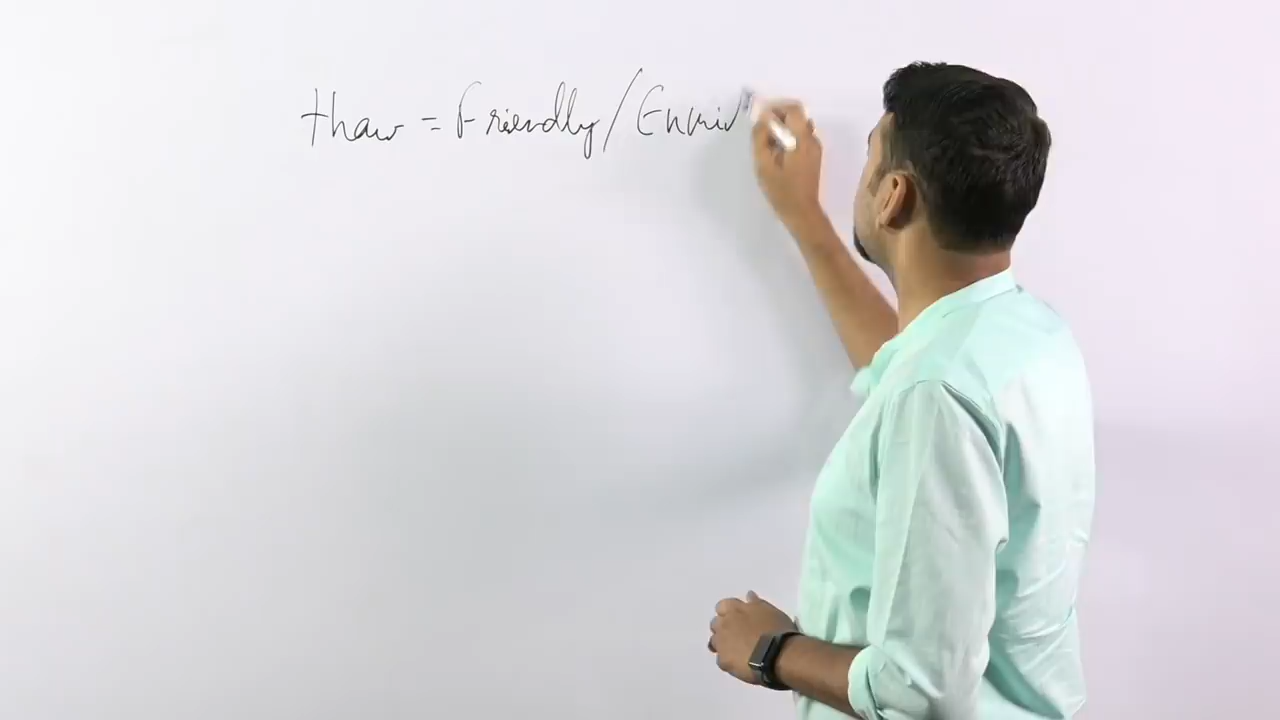 thaw = Friendly /